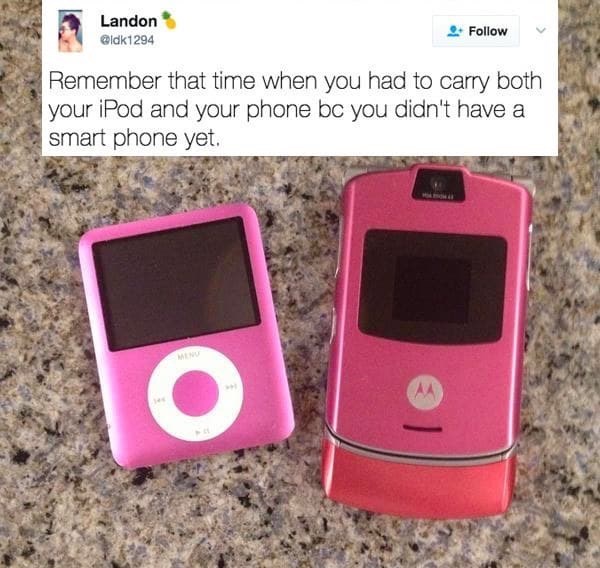 Landon 🍍
@ldk1294
Follow
Remember that time when you had to carry both
your iPod and your phone bc you didn't have a
smart phone yet.
MENU